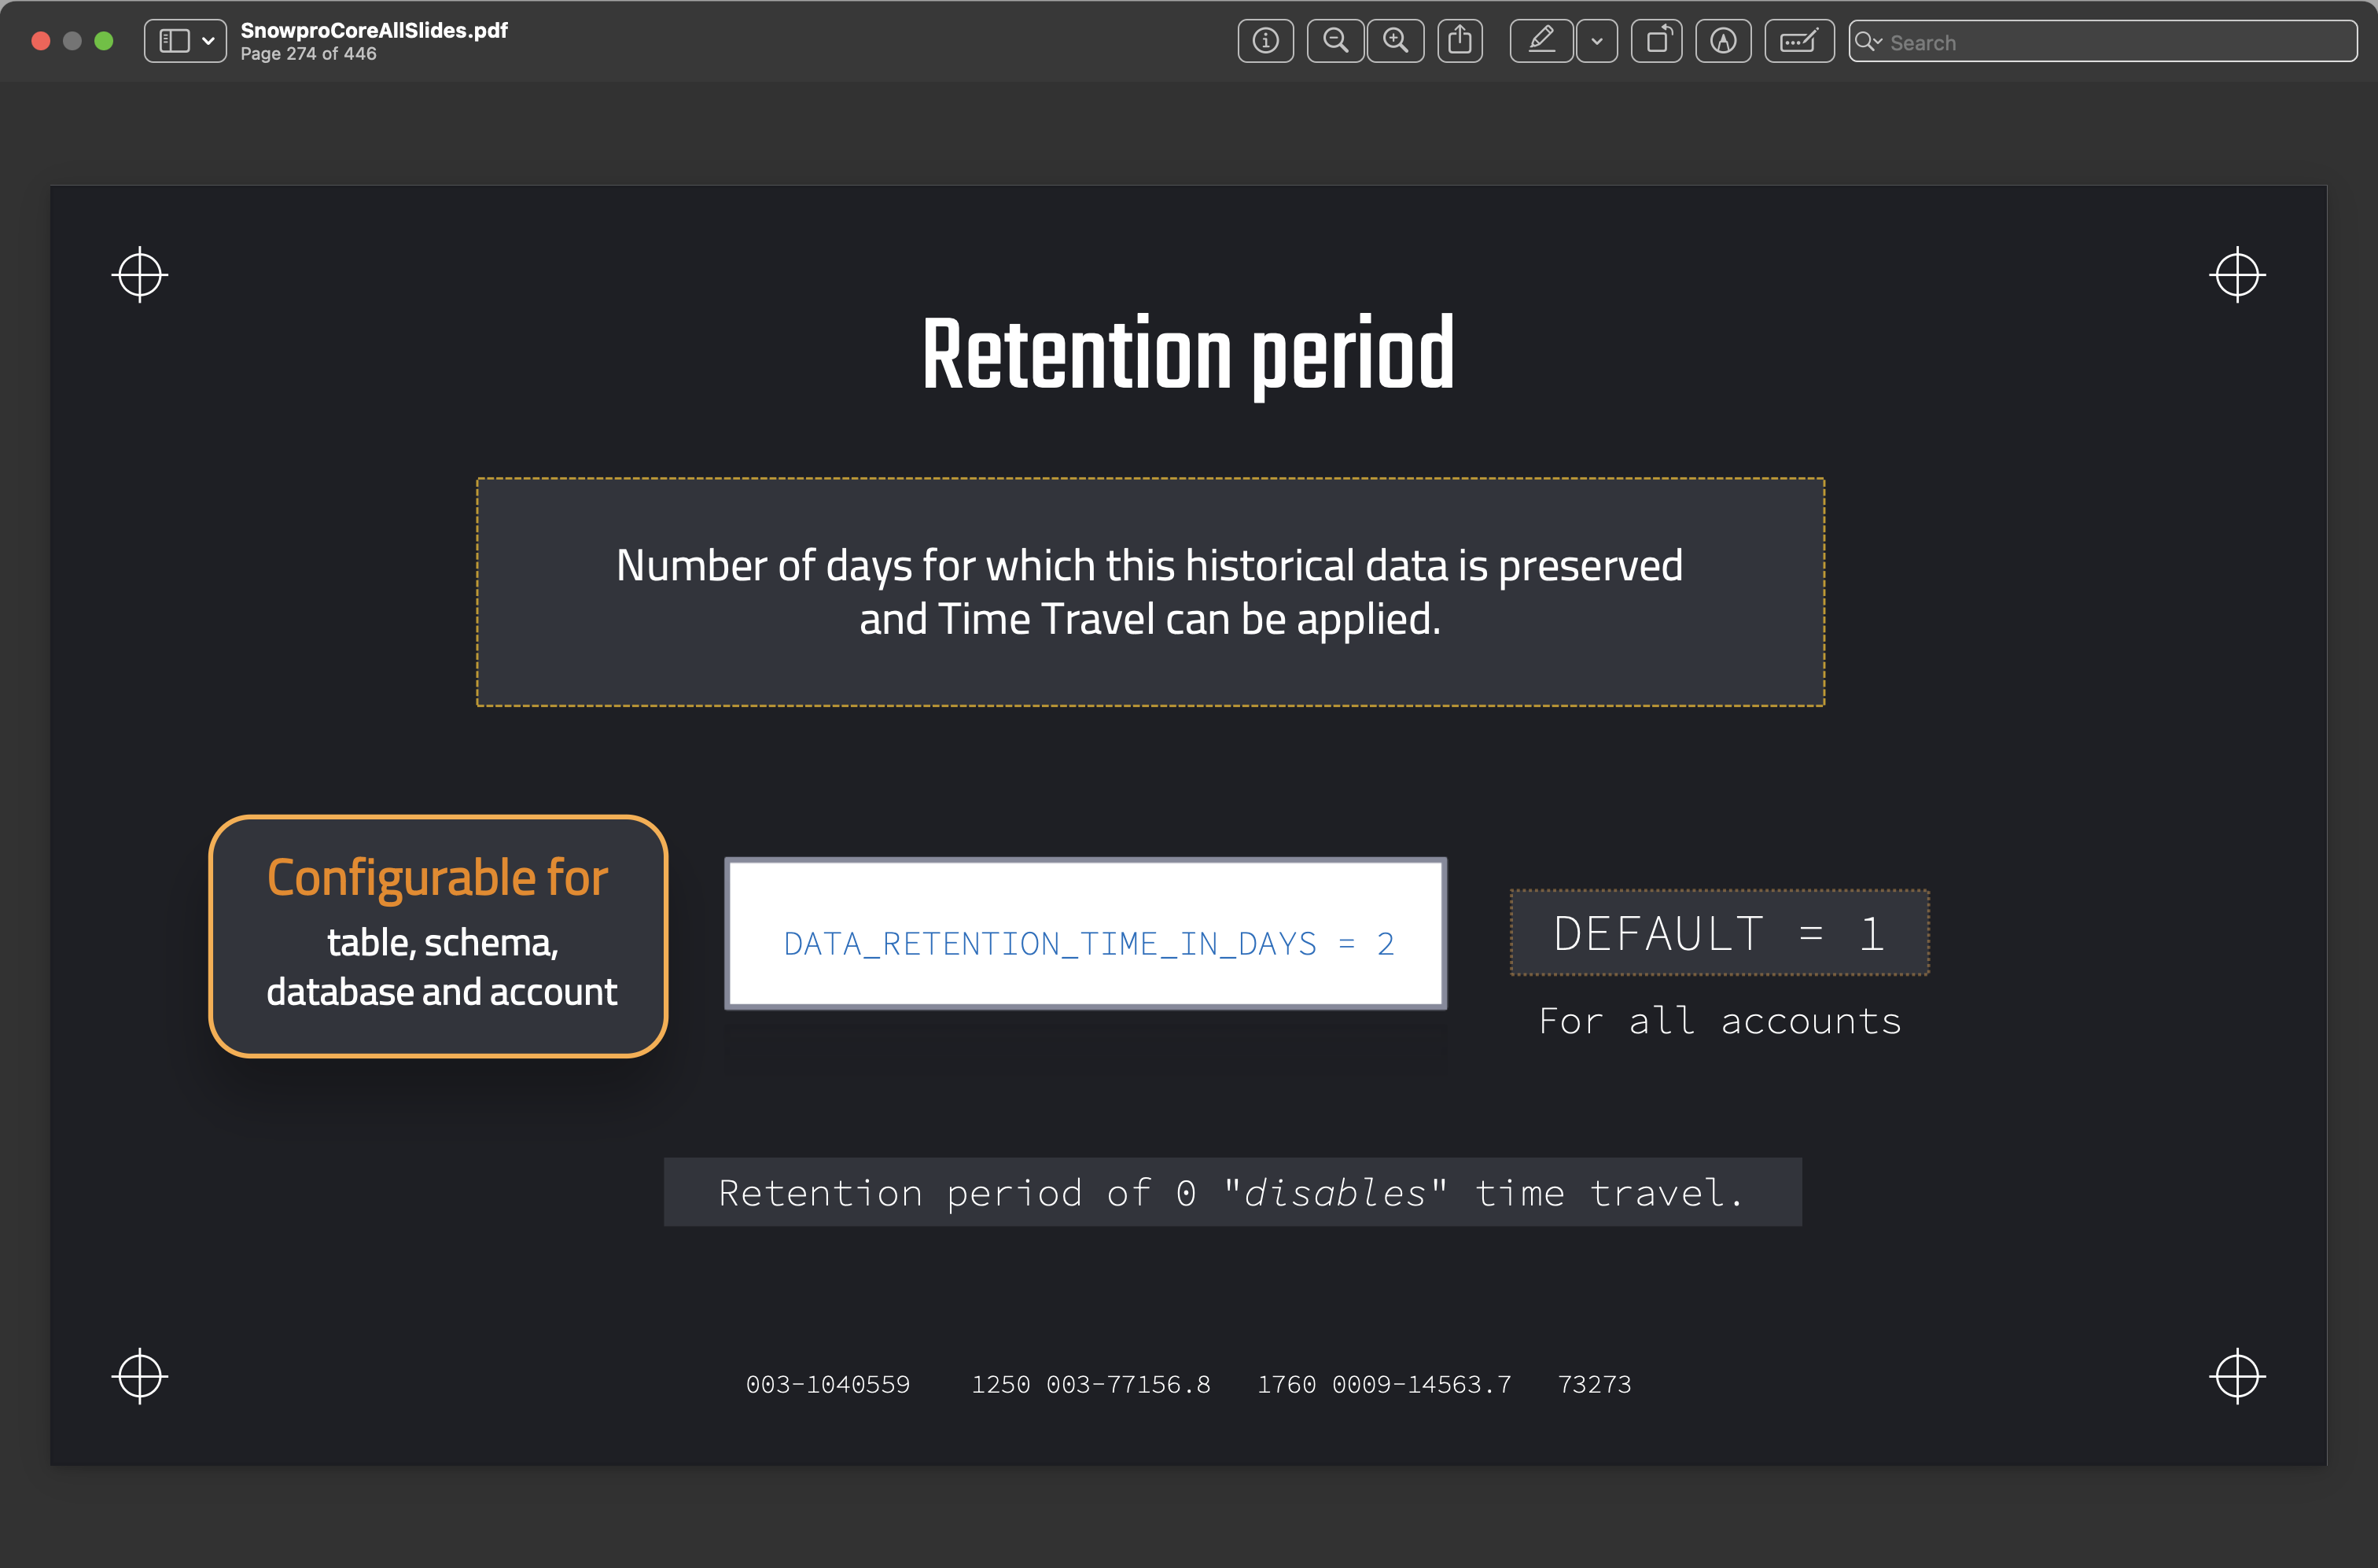 SnowproCoreAllSlides.pdf
Page 274 of 446
Search
Retention period
Number of days for which this historical data is preserved
and Time Travel can be applied.
Configurable for
table, schema,
database and account
DATA_RETENTION_TIME_IN_DAYS = 2
DEFAULT = 1
For all accounts
Retention period of 0 "disables" time travel.
003-1040559 1250 003-77156.8 1760 0009-14563.7 73273